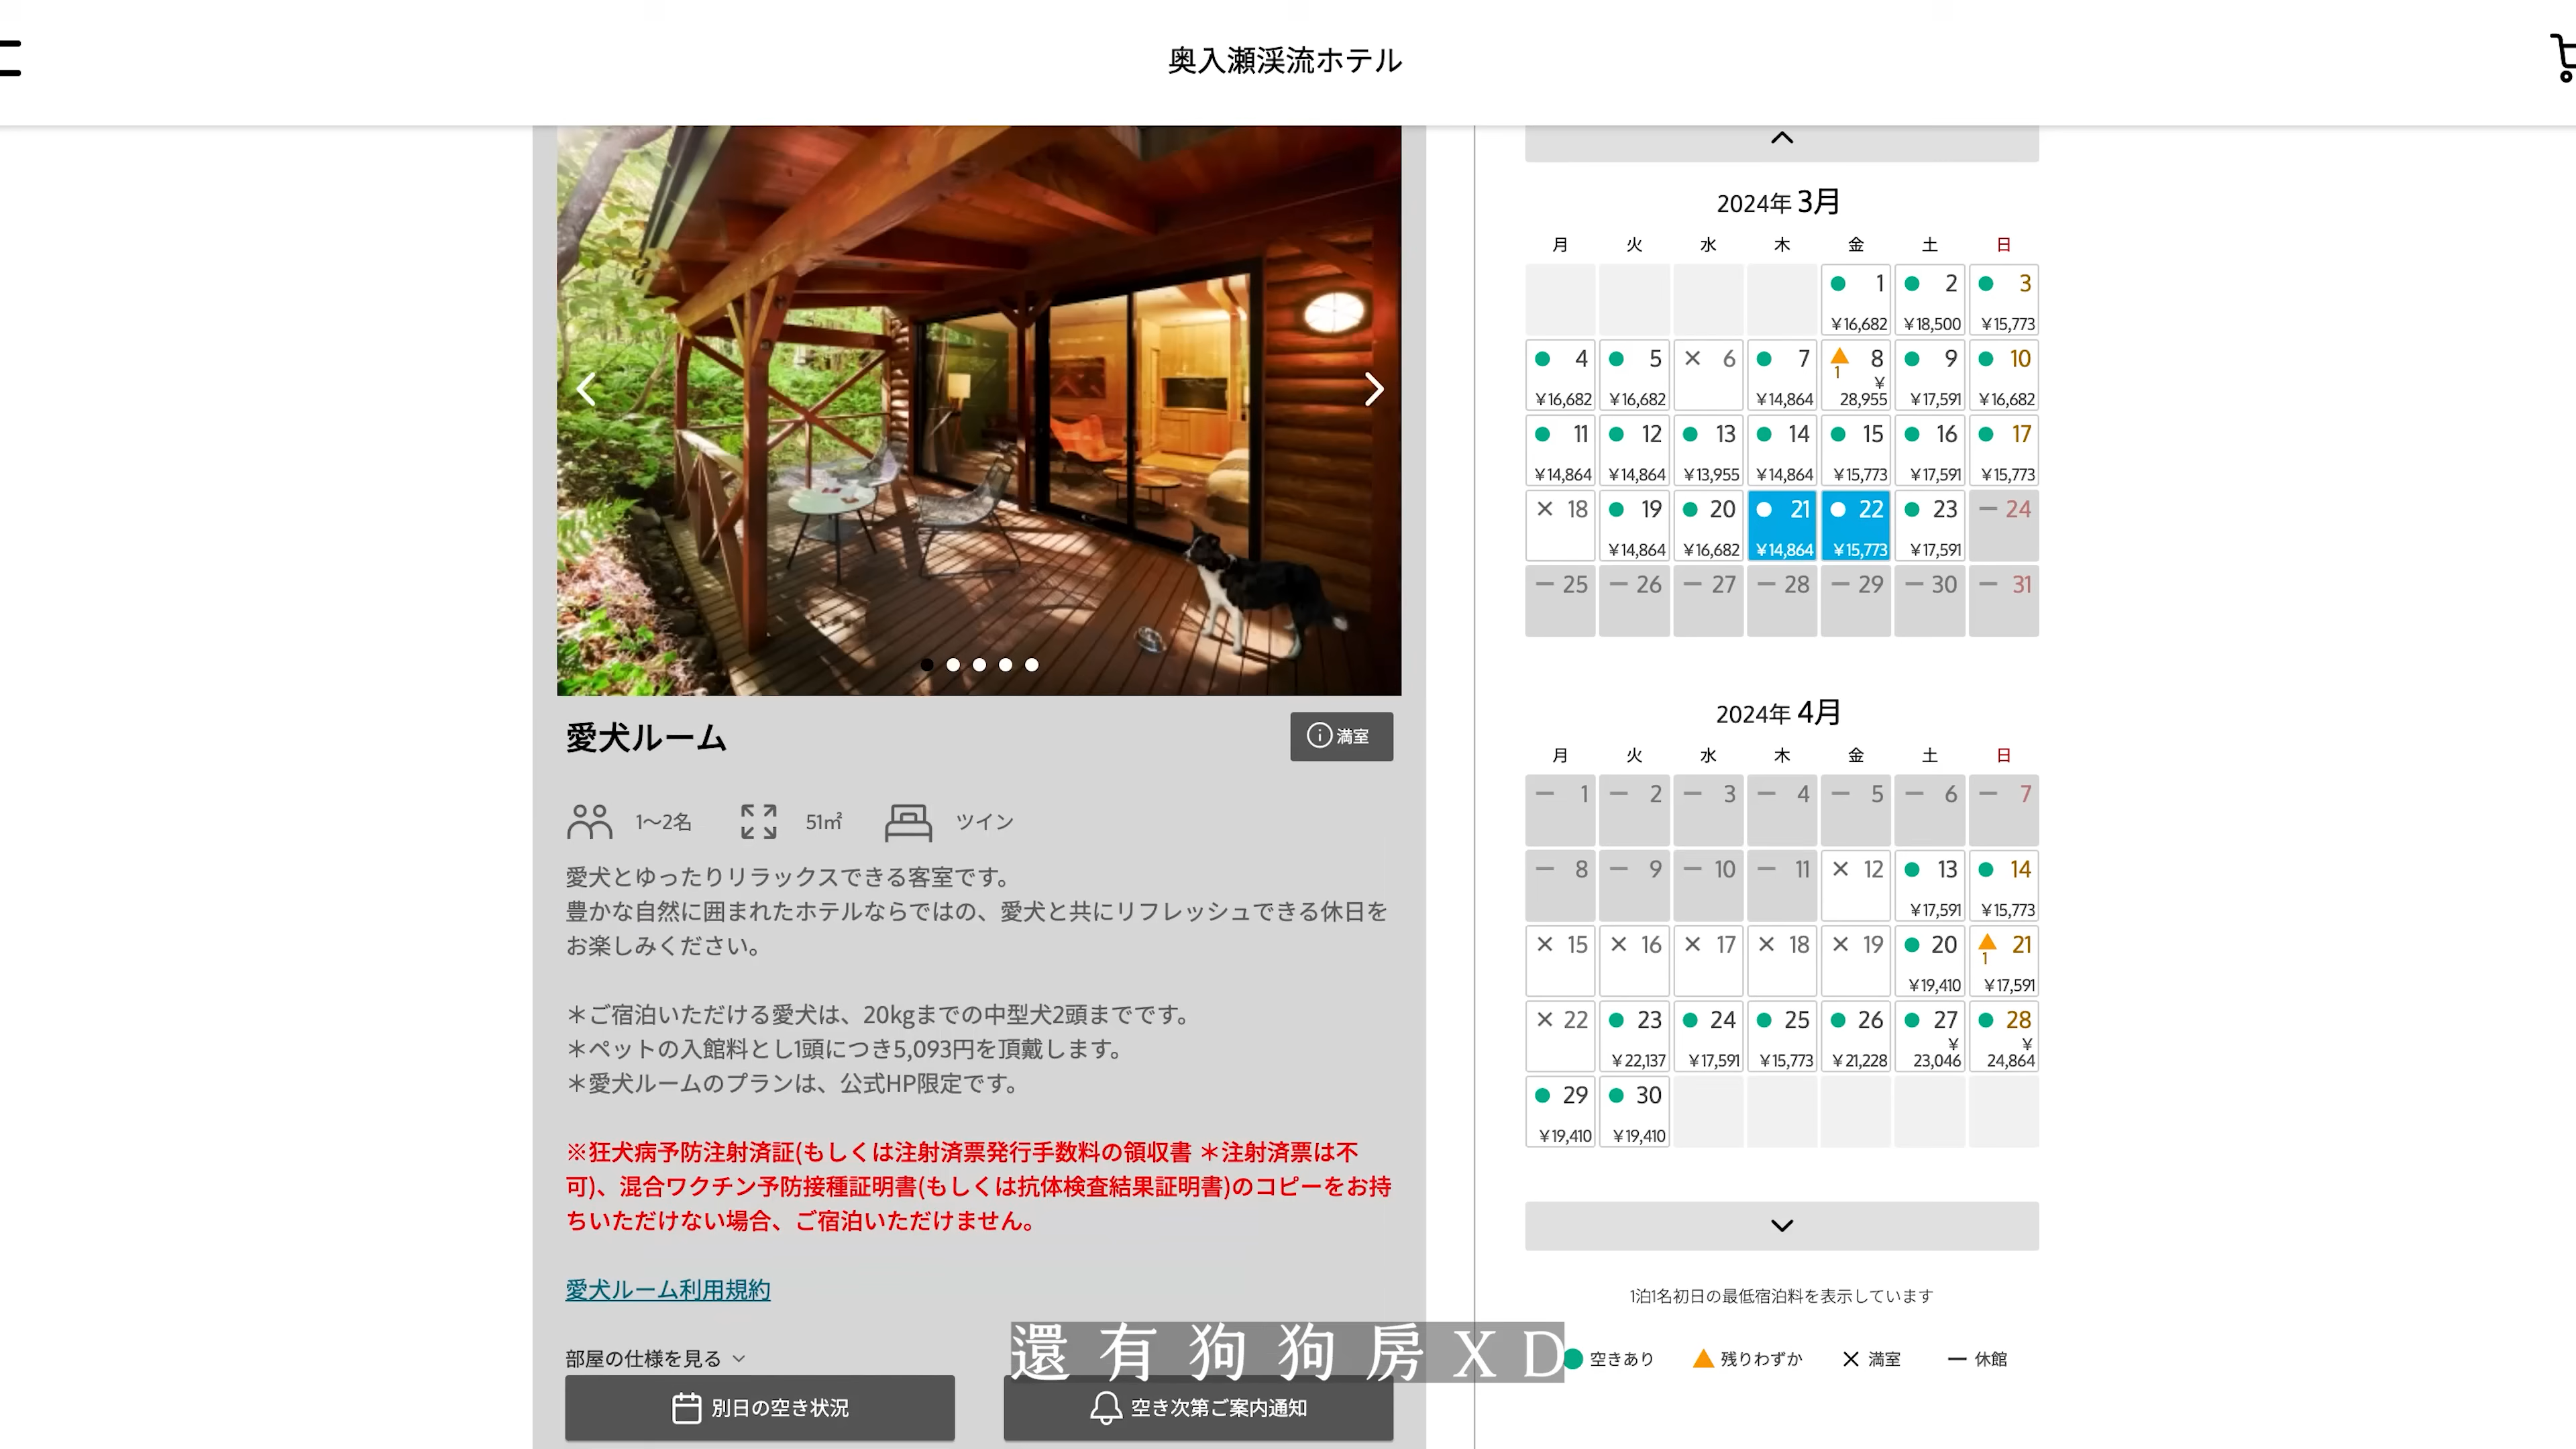 奥入瀬渓流ホテル
愛犬ルーム
満室
1〜2名
51㎡
ツイン
愛犬とゆったりリラックスできる客室です。
豊かな自然に囲まれたホテルならではの、愛犬と共にリフレッシュできる休日を
お楽しみください。
＊ご宿泊いただける愛犬は、20kgまでの中型犬2頭までです。
＊ペットの入館料とし1頭につき5,093円を頂戴します。
＊愛犬ルームのプランは、公式HP限定です。
※狂犬病予防注射済証(もしくは注射済票発行手数料の領収書 ＊注射済票は不
可)、混合ワクチン予防接種証明書(もしくは抗体検査結果証明書)のコピーをお持
ちいただけない場合、ご宿泊いただけません。
愛犬ルーム利用規約
部屋の仕様を見る
別日の空き状況
空き次第ご案内通知
2024年 3月
月 火 水 木 金 土 日
1 2 3
¥16,682 ¥18,500 ¥15,773
4 5 × 6 7 8 9 10
1 ¥
¥16,682 ¥16,682 ¥14,864 28,955 ¥17,591 ¥16,682
11 12 13 14 15 16 17
¥14,864 ¥14,864 ¥13,955 ¥14,864 ¥15,773 ¥17,591 ¥15,773
× 18 19 20 21 22 23 — 24
¥14,864 ¥16,682 ¥14,864 ¥15,773 ¥17,591
— 25 — 26 — 27 — 28 — 29 — 30 — 31
2024年 4月
月 火 水 木 金 土 日
— 1 — 2 — 3 — 4 — 5 — 6 — 7
— 8 — 9 — 10 — 11 × 12 13 14
¥17,591 ¥15,773
× 15 × 16 × 17 × 18 × 19 20 21
1
¥19,410 ¥17,591
× 22 23 24 25 26 27 28
¥ ¥
¥22,137 ¥17,591 ¥15,773 ¥21,228 23,046 24,864
29 30
¥19,410 ¥19,410
1泊1名初日の最低宿泊料を表示しています
空きあり 残りわずか × 満室 — 休館
還有狗狗房XD